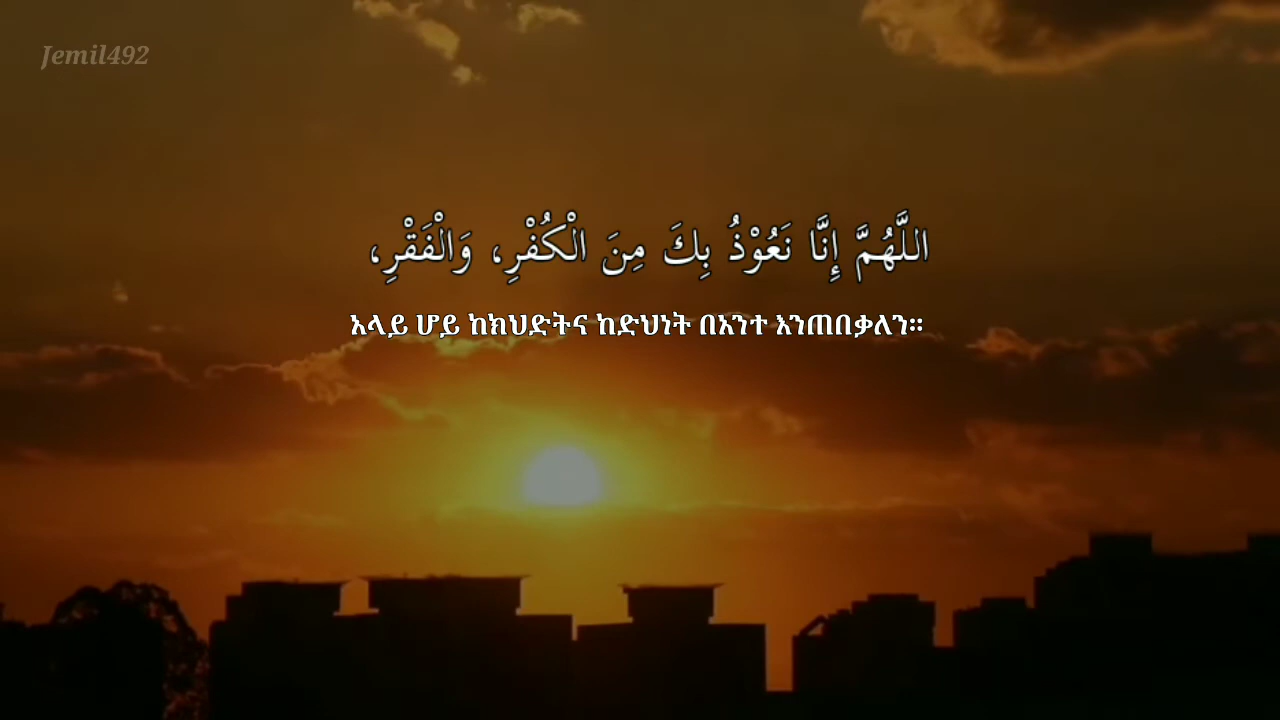 Jemil492
اللَّهُمَّ إِنَّا نَعُوْذُ بِكَ مِنَ الْكُفْرِ، وَالْفَقْرِ،
አላይ ሆይ ከክህድትና ከድህነት በአንተ እንጠበቃለን።